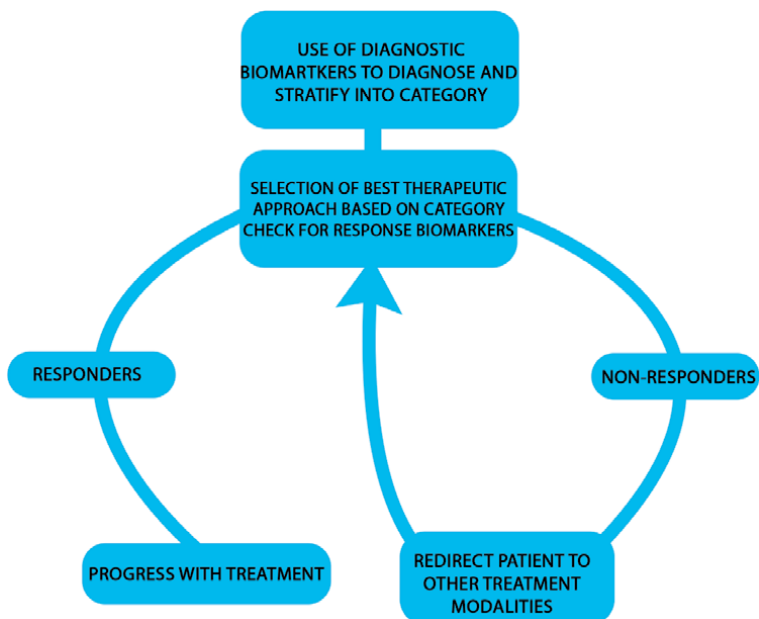 USE OF DIAGNOSTIC
BIOMARTKERS TO DIAGNOSE AND
STRATIFY INTO CATEGORY
SELECTION OF BEST THERAPEUTIC
APPROACH BASED ON CATEGORY
CHECK FOR RESPONSE BIOMARKERS
RESPONDERS
NON-RESPONDERS
PROGRESS WITH TREATMENT
REDIRECT PATIENT TO
OTHER TREATMENT
MODALITIES